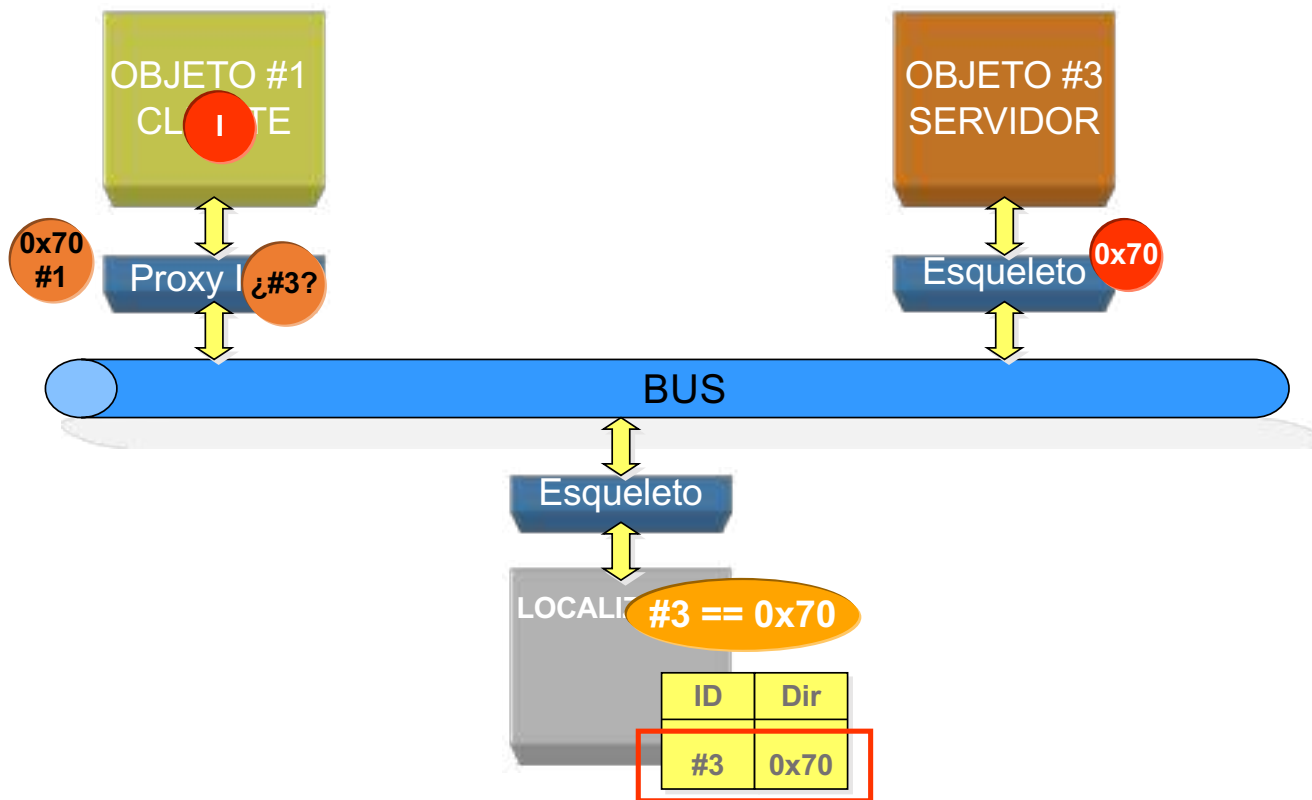 OBJETO #1
CL TE
I
OBJETO #3
SERVIDOR
0x70
#1
Proxy I
¿#3?
Esqueleto
0x70
BUS
Esqueleto
LOCALIZ
#3 == 0x70
ID Dir
#3 0x70